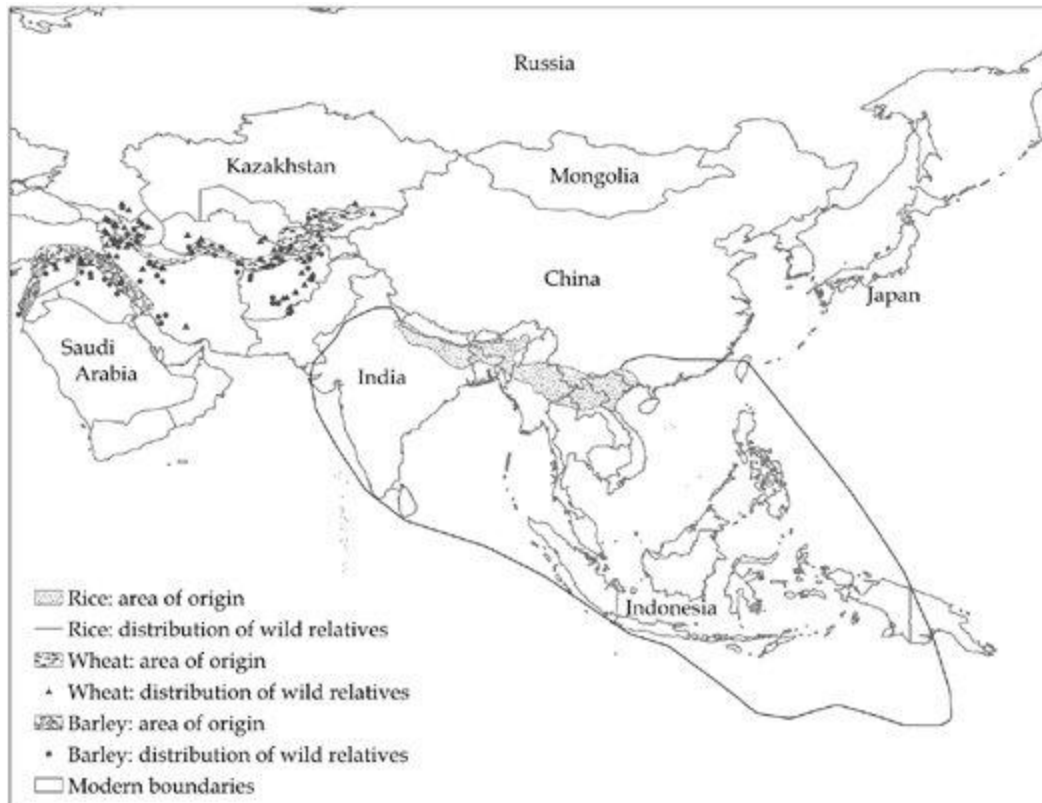 Russia
Kazakhstan
Mongolia
China
Japan
Saudi
Arabia
India
Indonesia
Rice: area of origin
Rice: distribution of wild relatives
Wheat: area of origin
Wheat: distribution of wild relatives
Barley: area of origin
Barley: distribution of wild relatives
Modern boundaries